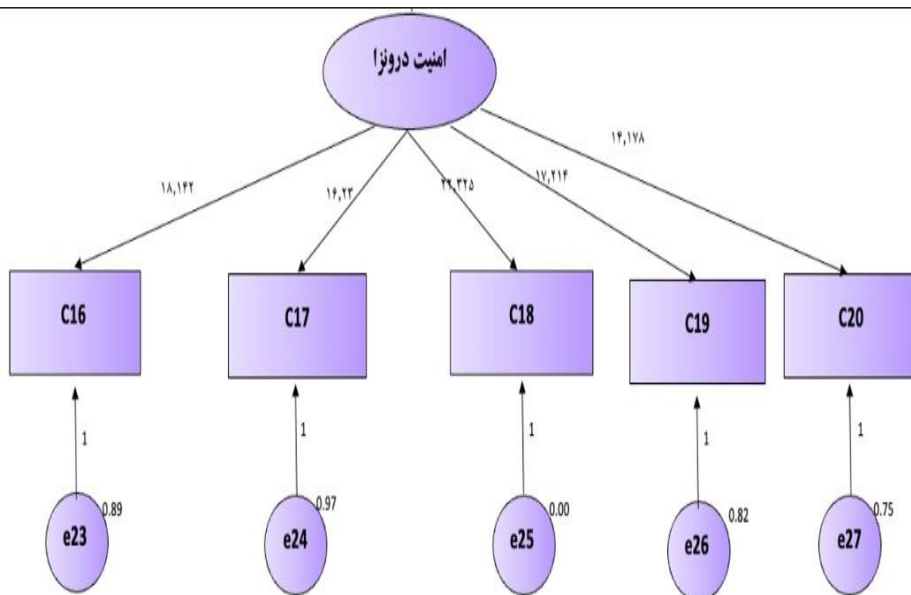 امنیت درونزا
۱۴,۱۷۸
۱۸,۱۴۲
۱۶,۲۳
۲۲,۳۲۵
۱۷,۲۱۴
C16
C17
C18
C19
C20
1
1
1
1
1
0.89
0.97
0.00
0.82
0.75
e23
e24
e25
e26
e27